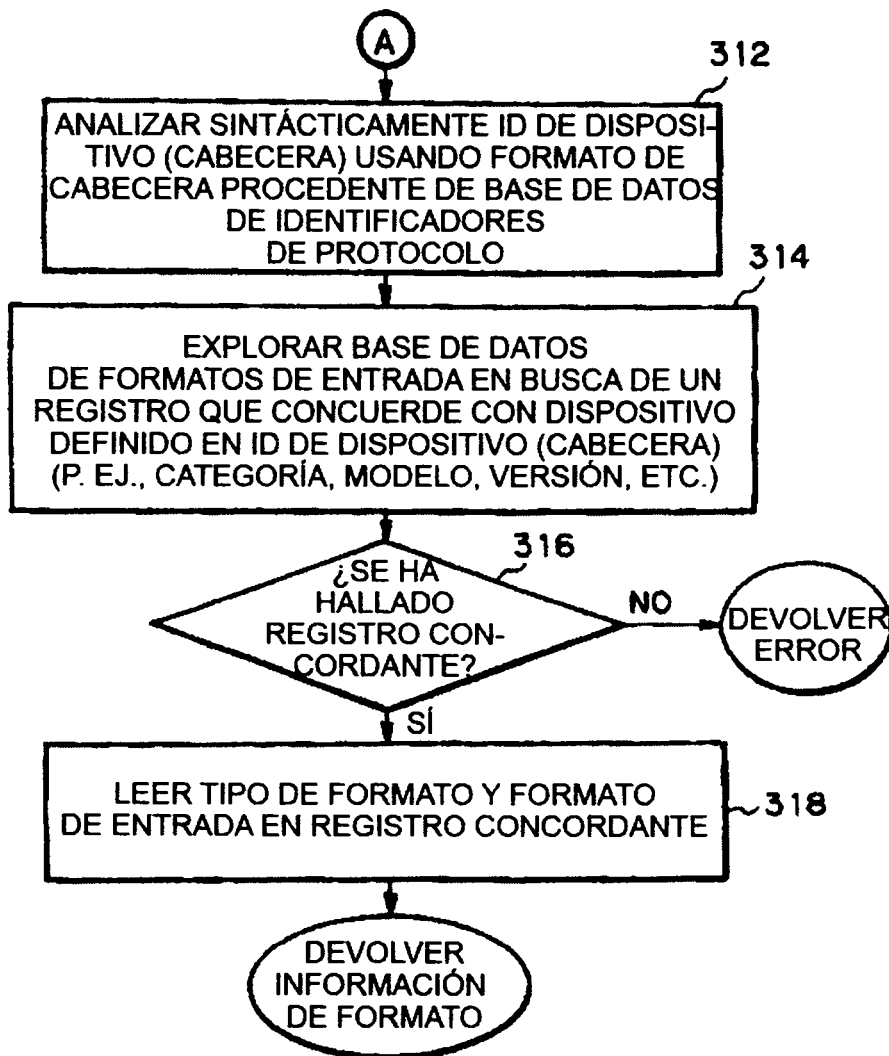 A
312
ANALIZAR SINTÁCTICAMENTE ID DE DISPOSI-
TIVO (CABECERA) USANDO FORMATO DE
CABECERA PROCEDENTE DE BASE DE DATOS
DE IDENTIFICADORES
DE PROTOCOLO
314
EXPLORAR BASE DE DATOS
DE FORMATOS DE ENTRADA EN BUSCA DE UN
REGISTRO QUE CONCUERDE CON DISPOSITIVO
DEFINIDO EN ID DE DISPOSITIVO (CABECERA)
(P. EJ., CATEGORÍA, MODELO, VERSIÓN, ETC.)
316
¿SE HA
HALLADO
REGISTRO CON-
CORDANTE?
NO
DEVOLVER
ERROR
SÍ
LEER TIPO DE FORMATO Y FORMATO
DE ENTRADA EN REGISTRO CONCORDANTE
318
DEVOLVER
INFORMACIÓN
DE FORMATO